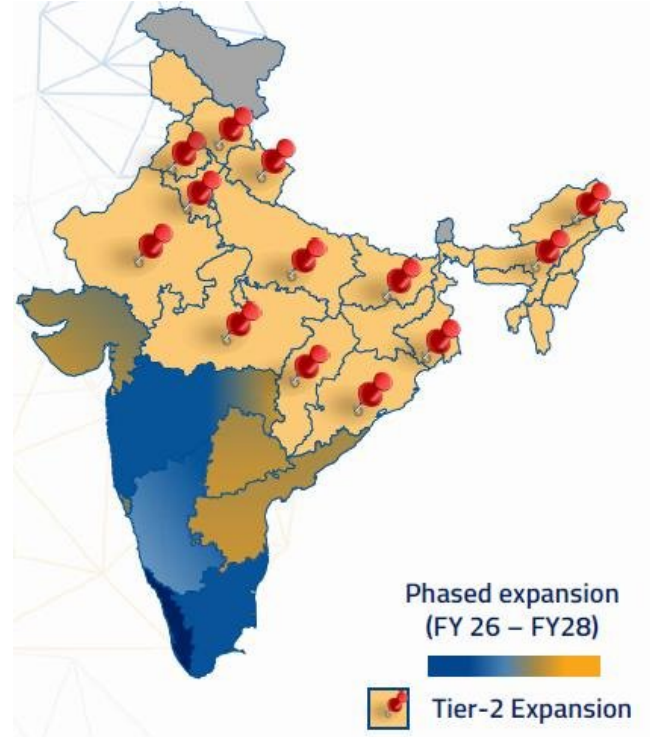 Phased expansion
(FY 26 – FY28)
Tier-2 Expansion